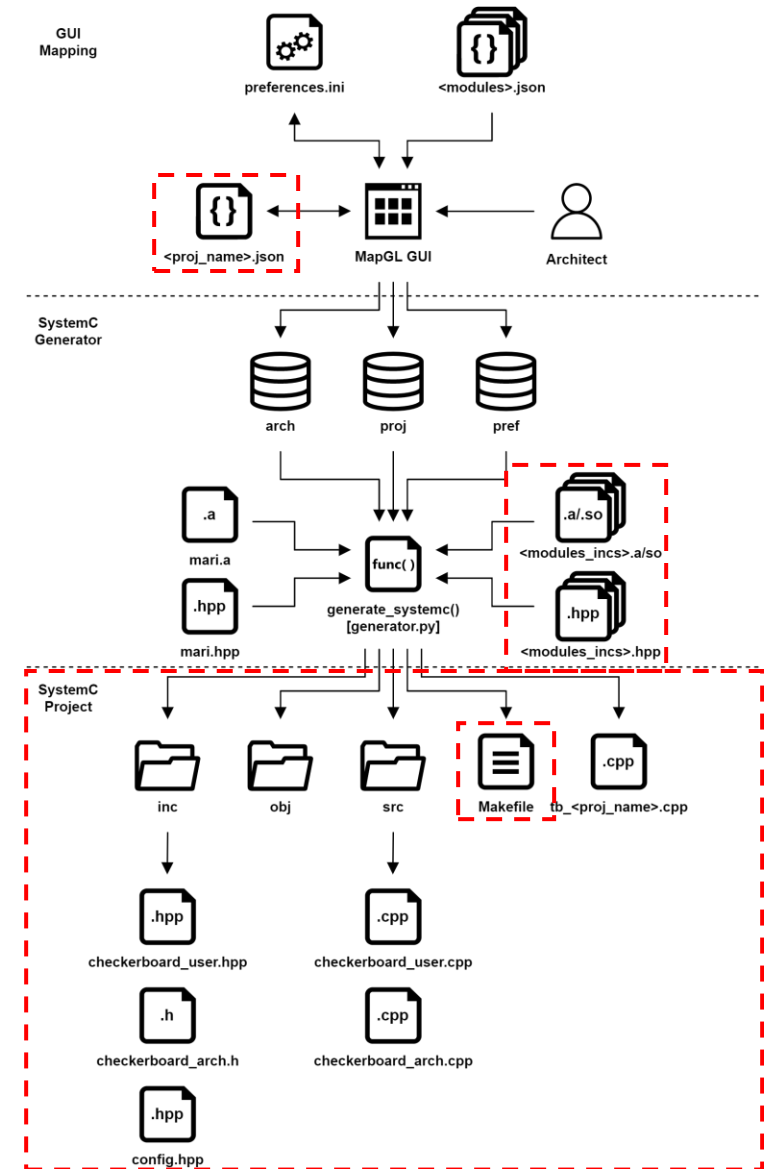 GUI
Mapping
preferences.ini
{}
<modules>.json
{}
<proj_name>.json
MapGL GUI
Architect
SystemC
Generator
arch
proj
pref
.a
mari.a
.hpp
mari.hpp
func( )
generate_systemc()
[generator.py]
.a/.so
<modules_incs>.a/so
.hpp
<modules_incs>.hpp
SystemC
Project
inc
obj
src
Makefile
.cpp
tb_<proj_name>.cpp
.hpp
checkerboard_user.hpp
.cpp
checkerboard_user.cpp
.h
checkerboard_arch.h
.cpp
checkerboard_arch.cpp
.hpp
config.hpp